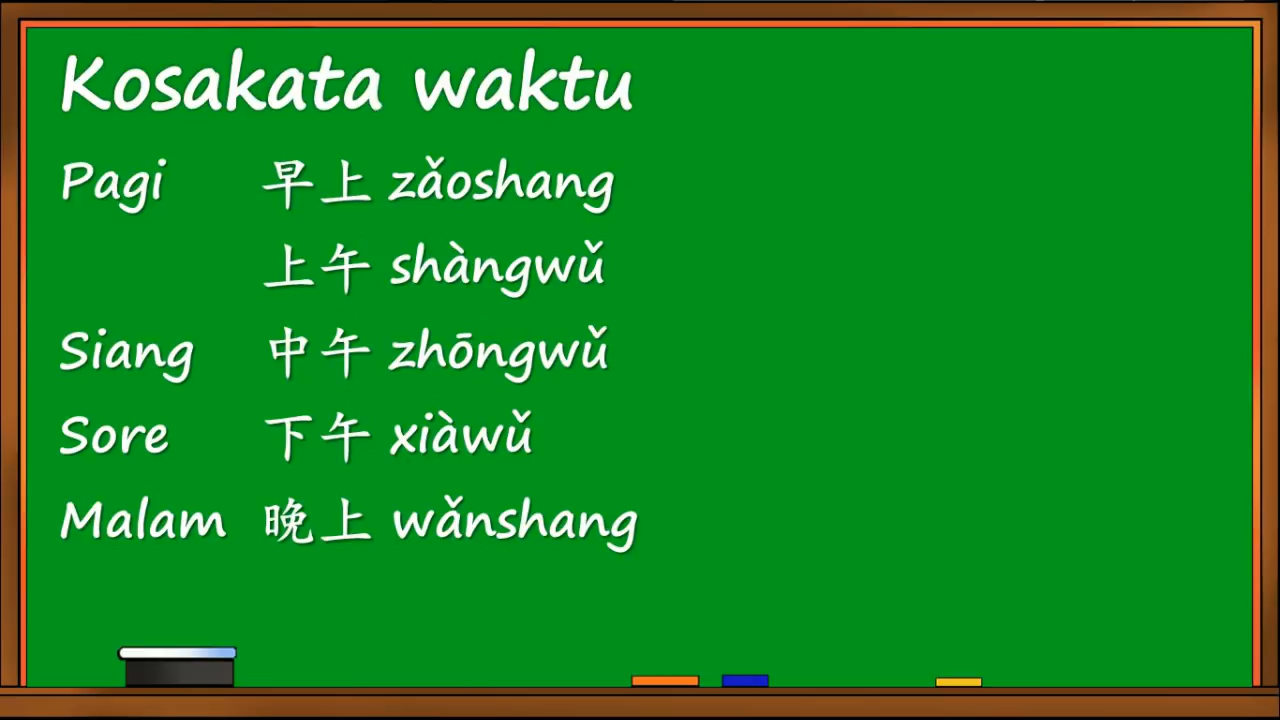 Kosakata waktu
Pagi 早上 zǎoshang
上午 shàngwǔ
Siang 中午 zhōngwǔ
Sore 下午 xiàwǔ
Malam 晚上 wǎnshang